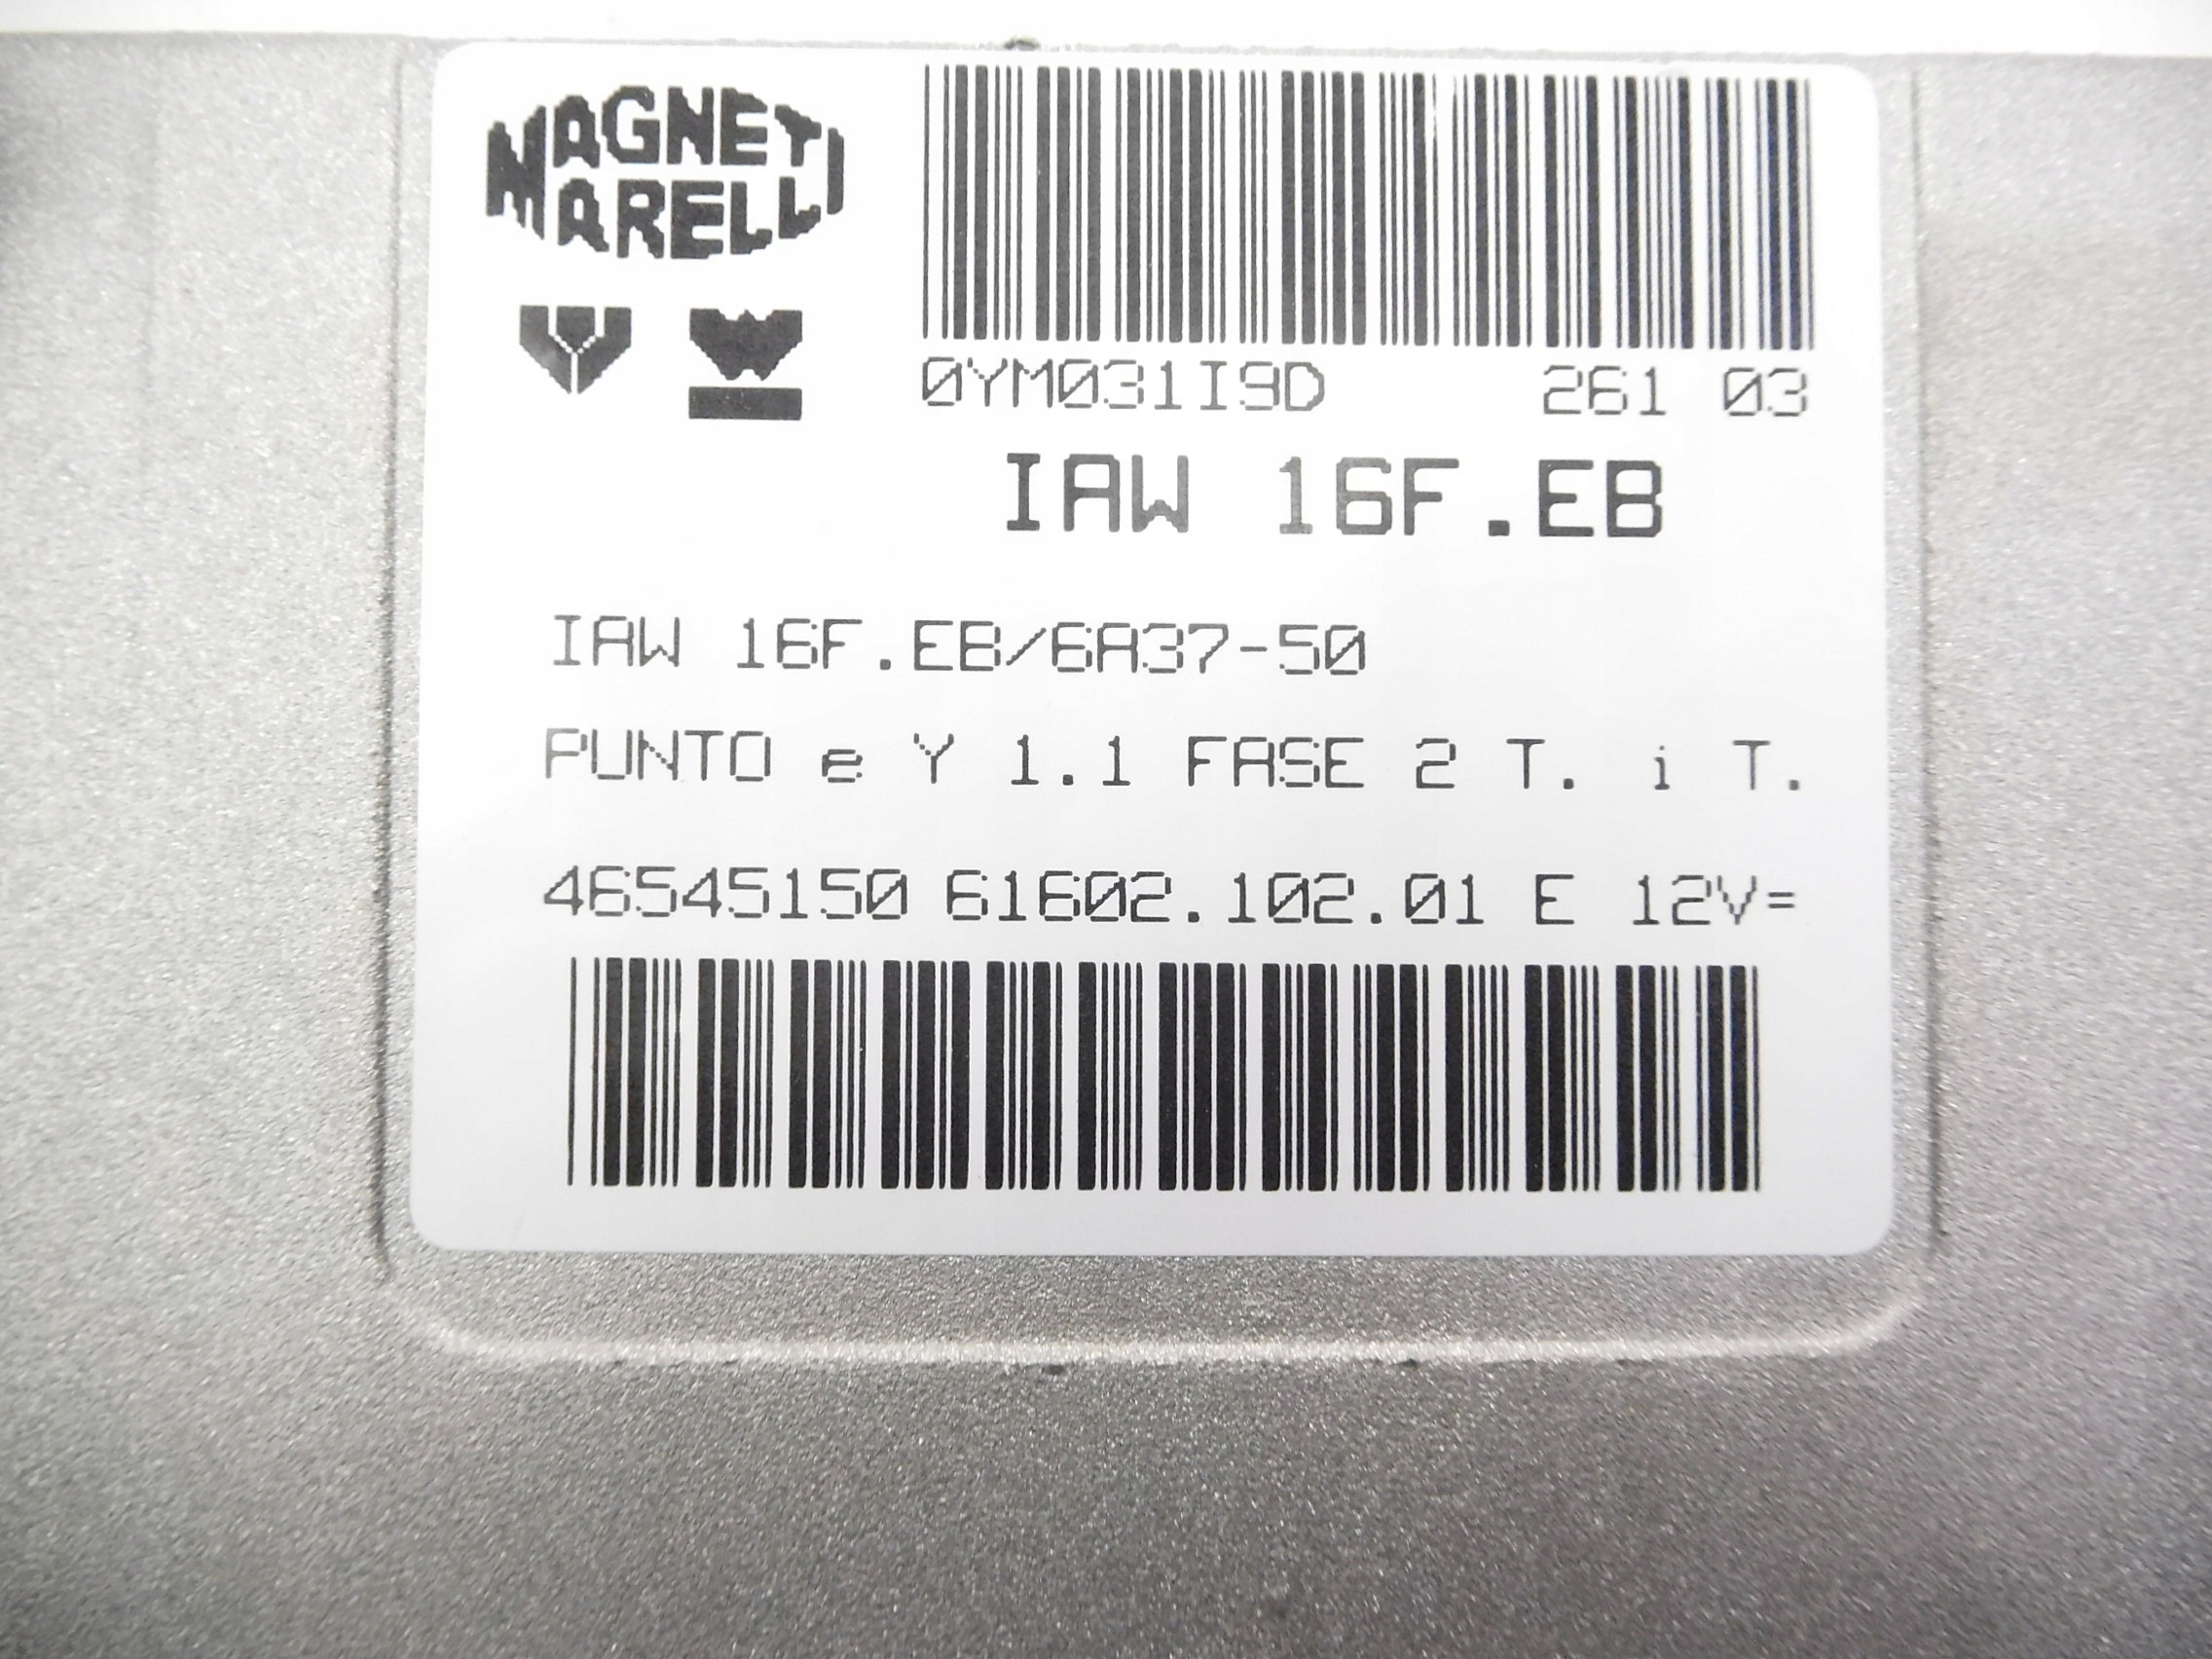 MAGNETI
MARELLI
0YM031I9D 261 03
IAW 16F.EB
IAW 16F.EB/6A37-50
PUNTO e Y 1.1 FASE 2 T. i T.
46545150 61602.102.01 E 12V=